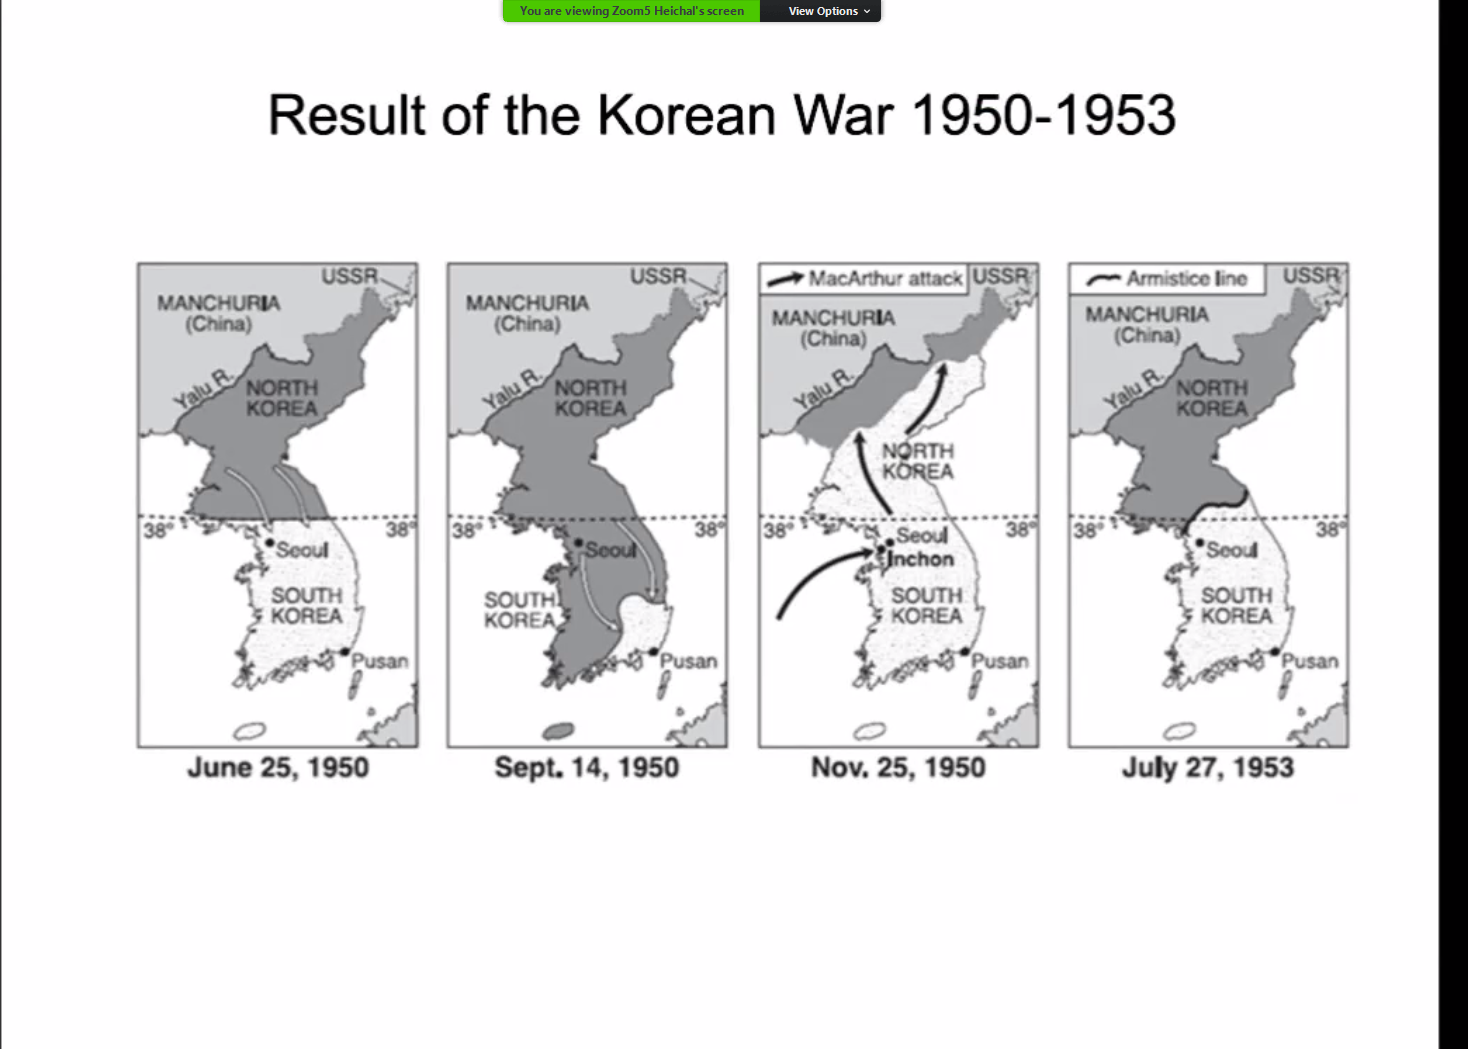 You are viewing Zoom5 Heichal's screen
View Options
Result of the Korean War 1950-1953
USSR
MANCHURIA
(China)
Yalu R.
NORTH
KOREA
38°
38°
Seoul
SOUTH
KOREA
Pusan
June 25, 1950
USSR
MANCHURIA
(China)
Yalu R.
NORTH
KOREA
38°
38°
Seoul
SOUTH
KOREA
Pusan
Sept. 14, 1950
MacArthur attack
USSR
MANCHURIA
(China)
Yalu R.
NORTH
KOREA
38°
38°
Seoul
Inchon
SOUTH
KOREA
Pusan
Nov. 25, 1950
Armistice line
USSR
MANCHURIA
(China)
Yalu R.
NORTH
KOREA
38°
38°
Seoul
SOUTH
KOREA
Pusan
July 27, 1953